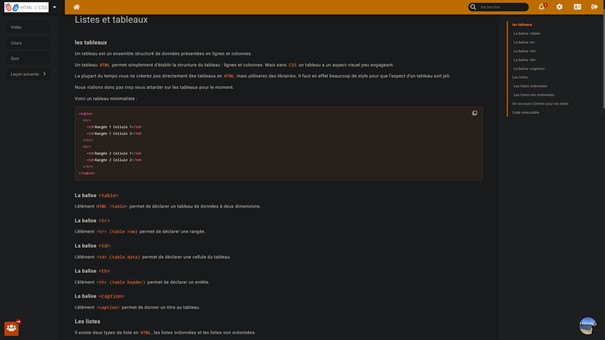 HTML & CSS
Rechercher
Vidéo
Cours
Quiz
Leçon suivante
Listes et tableaux
les tableaux
Un tableau est un ensemble structuré de données présentées en lignes et colonnes.
Un tableau HTML permet simplement d'établir la structure du tableau : lignes et colonnes. Mais sans CSS un tableau a un aspect visuel peu engageant.
La plupart du temps vous ne créerez pas directement des tableaux en HTML mais utiliserez des librairies. Il faut en effet beaucoup de style pour que l'aspect d'un tableau soit joli.
Nous n'allons donc pas trop nous attarder sur les tableaux pour le moment.
Voici un tableau minimaliste :
<table>
<tr>
<td>Rangée 1 Cellule 1</td>
<td>Rangée 1 Cellule 2</td>
</tr>
<tr>
<td>Rangée 2 Cellule 1</td>
<td>Rangée 2 Cellule 2</td>
</tr>
</table>
La balise <table>
L'élément HTML <table> permet de déclarer un tableau de données à deux dimensions.
La balise <tr>
L'élément <tr> (table row) permet de déclarer une rangée.
La balise <td>
L'élément <td> (table data) permet de déclarer une cellule du tableau.
La balise <th>
L'élément <th> (table header) permet de déclarer un entête.
La balise <caption>
L'élément <caption> permet de donner un titre au tableau.
Les listes
Il existe deux types de liste en HTML, les listes ordonnées et les listes non ordonnées.
les tableaux
La balise <table>
La balise <tr>
La balise <td>
La balise <th>
La balise <caption>
Les listes
Les listes ordonnées
Les listes non ordonnées
Un raccourci Emmet pour les listes
Code exécutable